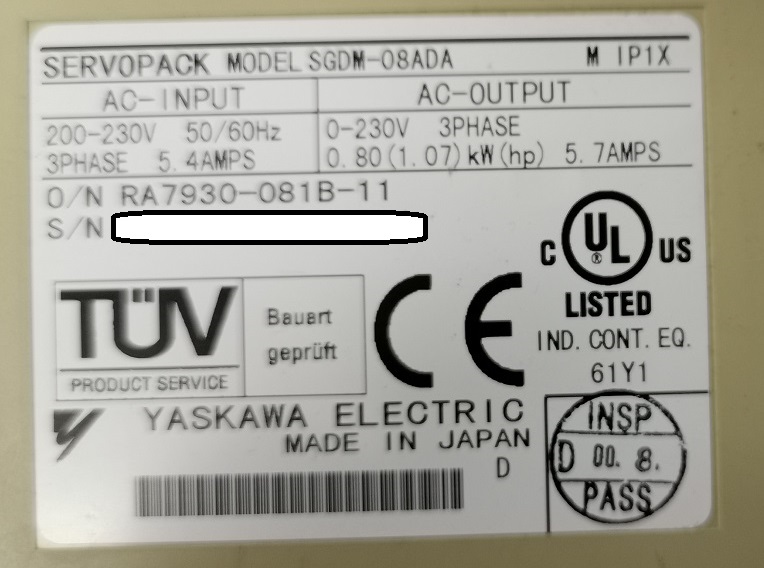 SERVOPACK MODEL SGDM-08ADA M IP1X
AC-INPUT AC-OUTPUT
200-230V 50/60Hz 0-230V 3PHASE
3PHASE 5.4AMPS 0.80(1.07)kW(hp) 5.7AMPS
O/N RA7930-081B-11
S/N
C UL ® US
LISTED
IND. CONT. EQ.
61Y1
TÜV
PRODUCT SERVICE
Bauart
geprüft
CE
YASKAWA ELECTRIC
MADE IN JAPAN
D
INSP
D 00. 8.
PASS